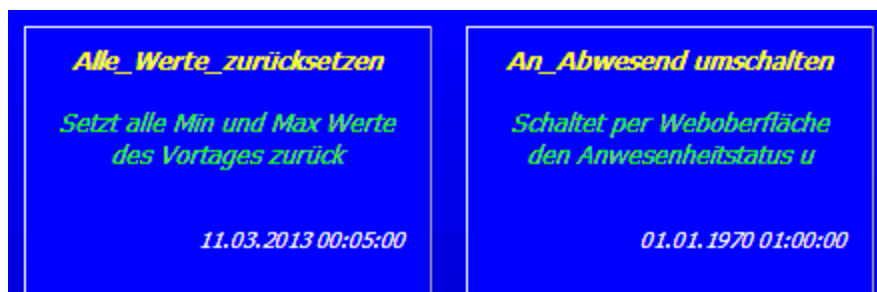 Alle_Werte_zurücksetzen
Setzt alle Min und Max Werte
des Vortages zurück
11.03.2013 00:05:00
An_Abwesend umschalten
Schaltet per Weboberfläche
den Anwesenheitstatus u
01.01.1970 01:00:00